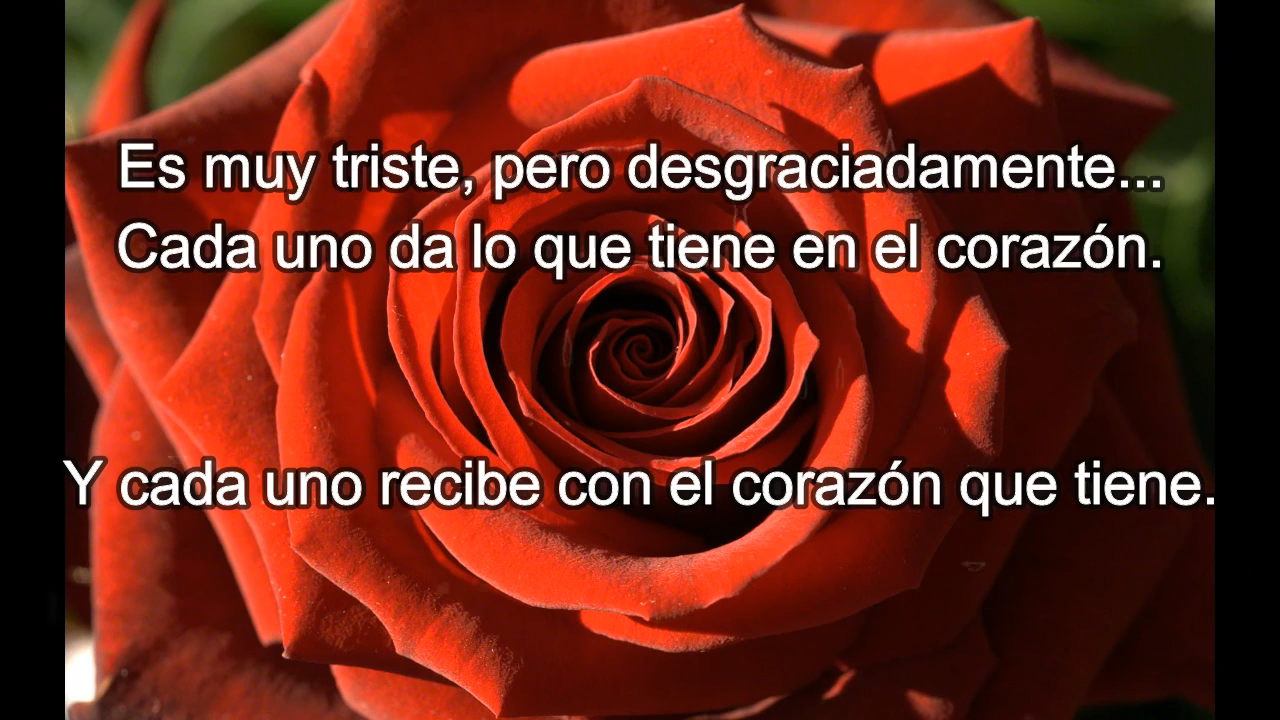 Es muy triste, pero desgraciadamente...
Cada uno da lo que tiene en el corazón.
Y cada uno recibe con el corazón que tiene.